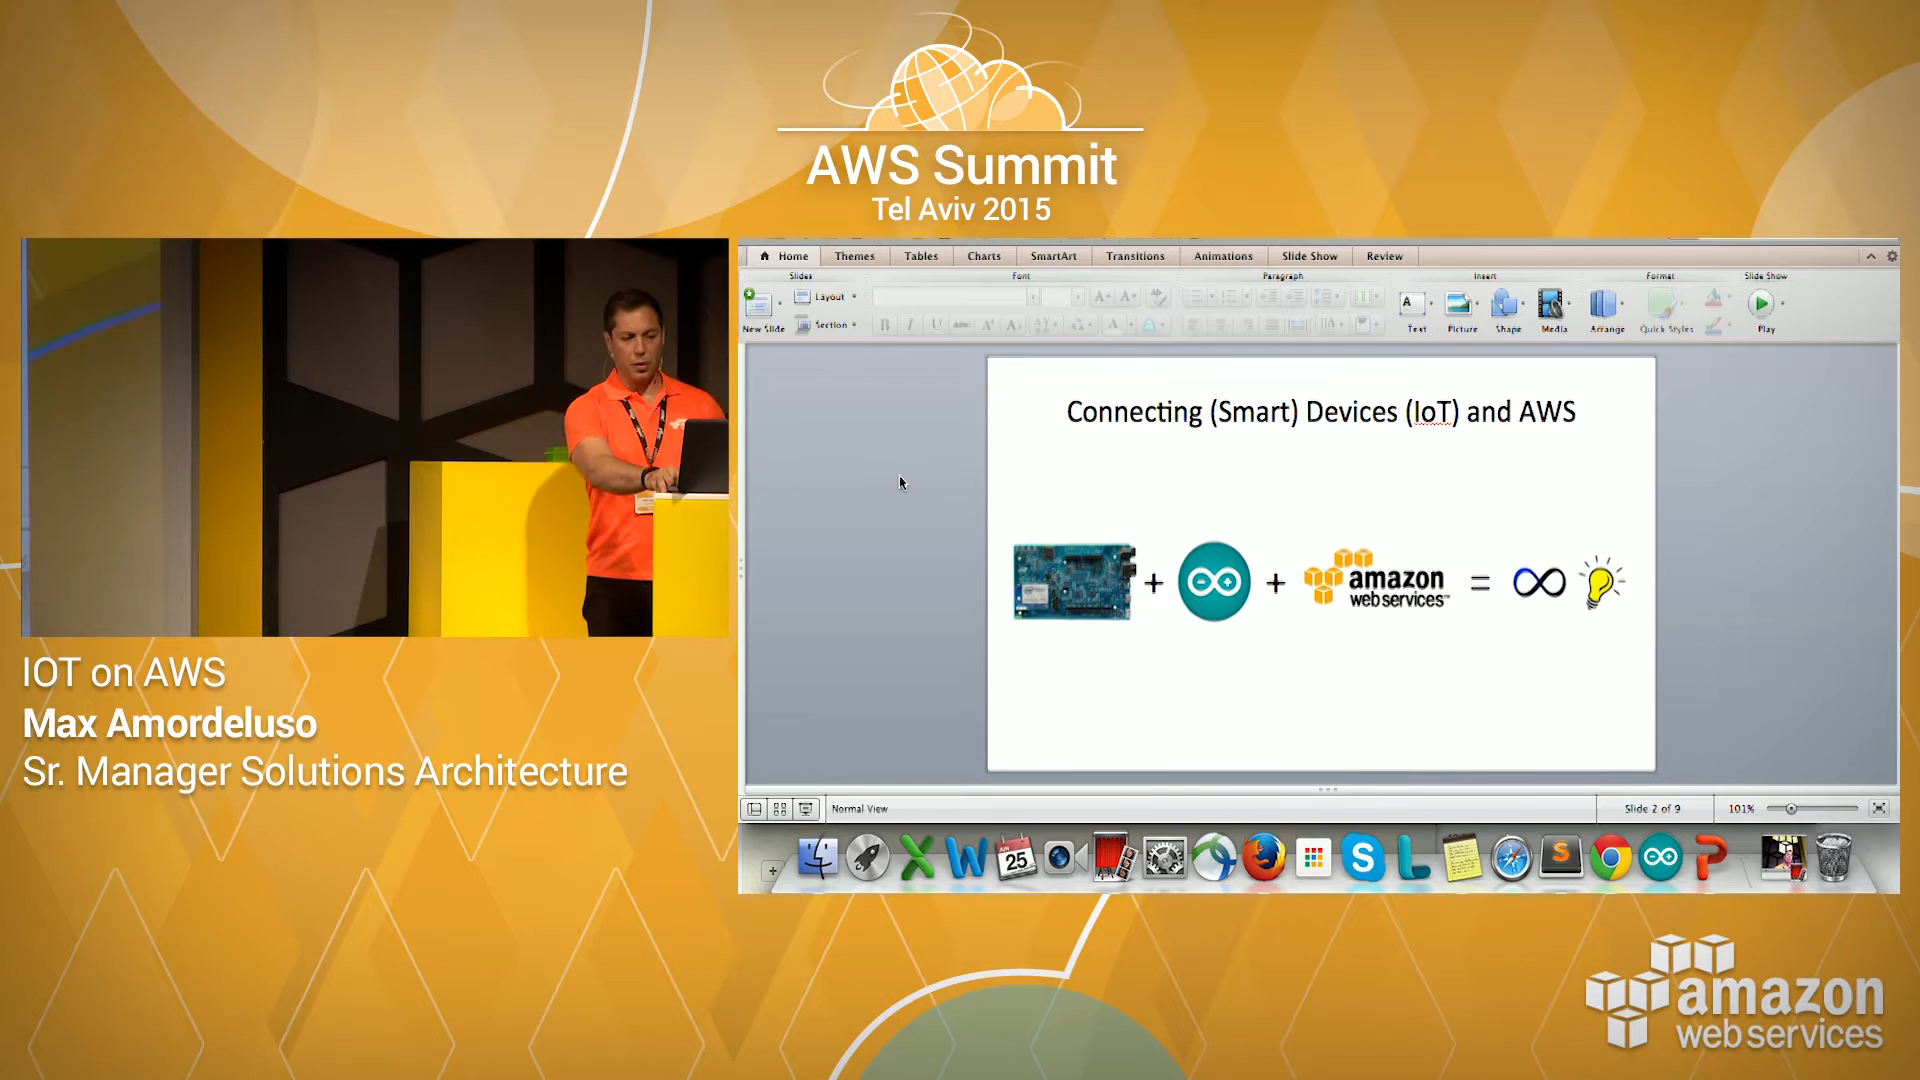 AWS Summit
Tel Aviv 2015
Home Themes Tables Charts SmartArt Transitions Animations Slide Show Review
Slides Font Paragraph Insert Format Slide Show
Layout
New Slide Section
B I U ABC
Text Picture Shape Media Arrange Quick Styles Play
Connecting (Smart) Devices (IoT) and AWS
+ + amazon web services™ = ∞
IOT on AWS
Max Amordeluso
Sr. Manager Solutions Architecture
Normal View Slide 2 of 9 101%
JUN
25
amazon
web services